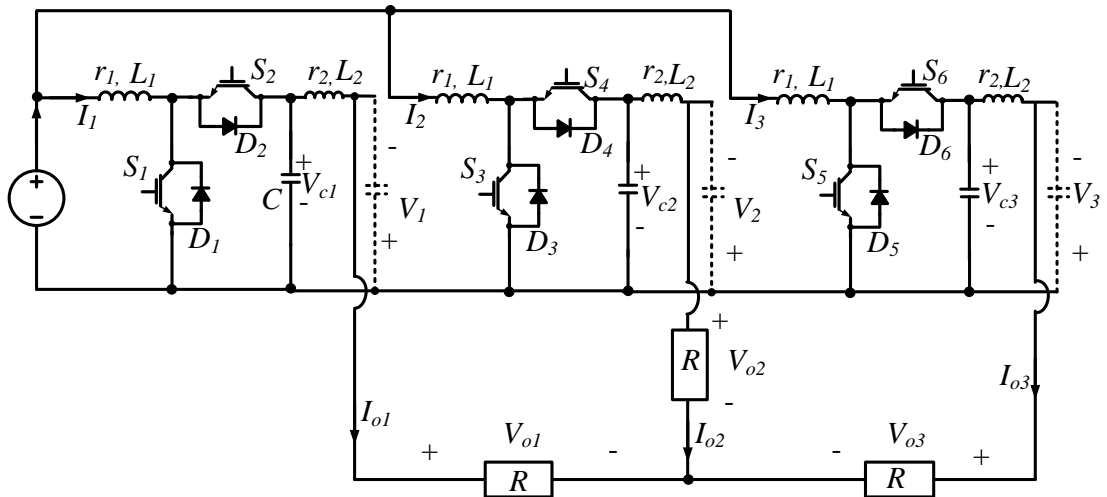 r1, L1
S2
r2, L2
r1, L1
S4
r2, L2
r1, L1
S6
r2, L2
I1
D2
I2
D4
I3
D6
S1
+
C
Vc1
-
-
V1
+
S3
+
Vc2
-
-
V2
+
S5
+
Vc3
-
-
V3
+
+
-
D1
D3
D5
+
R
Vo2
-
Io1
Io2
Io3
+
Vo1
-
R
-
Vo3
+
R